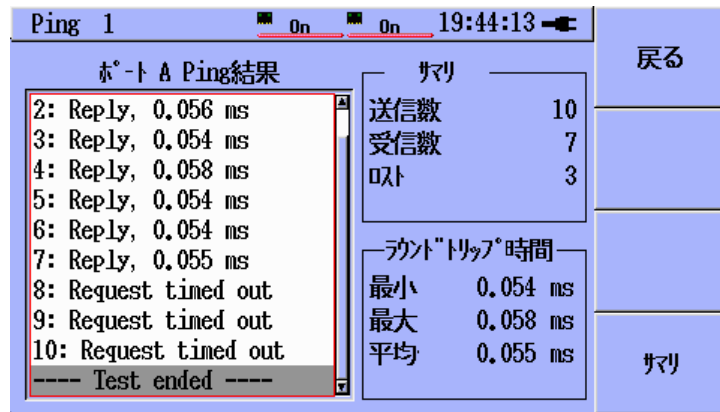 Ping 1
On
On
19:44:13
戻る
ﾎﾟｰﾄ A Ping結果
2: Reply, 0.056 ms
3: Reply, 0.054 ms
4: Reply, 0.058 ms
5: Reply, 0.054 ms
6: Reply, 0.054 ms
7: Reply, 0.055 ms
8: Request timed out
9: Request timed out
10: Request timed out
---- Test ended ----
ｻﾏﾘ
送信数 10
受信数 7
ﾛｽﾄ 3
ﾗｳﾝﾄﾞﾄﾘｯﾌﾟ時間
最小 0.054 ms
最大 0.058 ms
平均 0.055 ms
ｻﾏﾘ